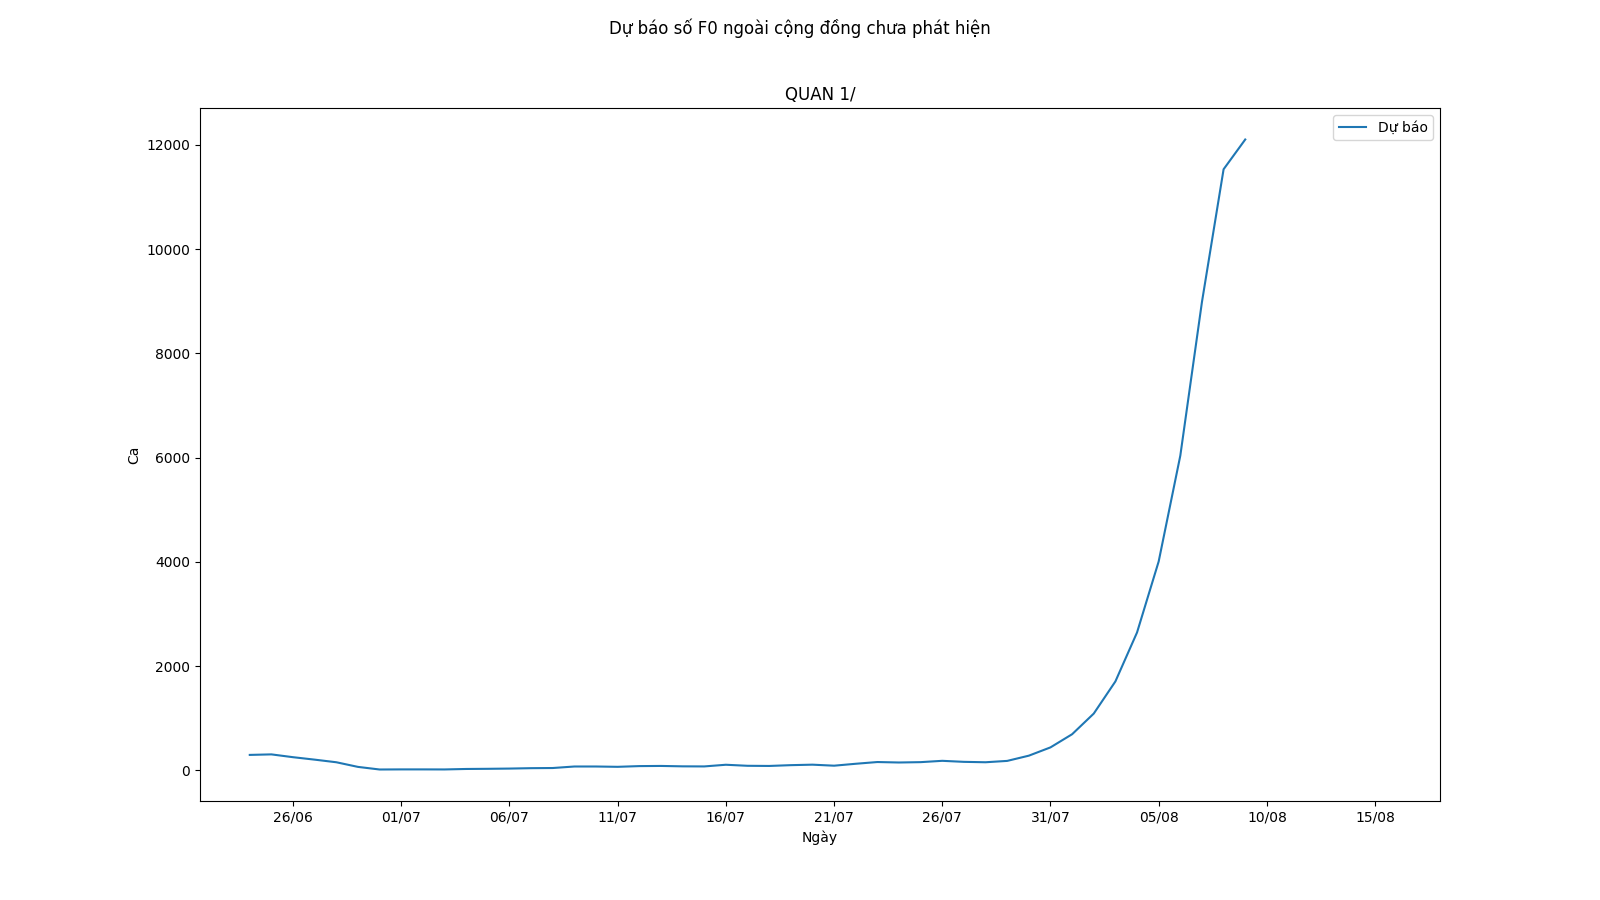 Dự báo số F0 ngoài cộng đồng chưa phát hiện
QUAN 1/
Dự báo
12000
10000
8000
6000
4000
2000
0
Ca
26/06 01/07 06/07 11/07 16/07 21/07 26/07 31/07 05/08 10/08 15/08
Ngày